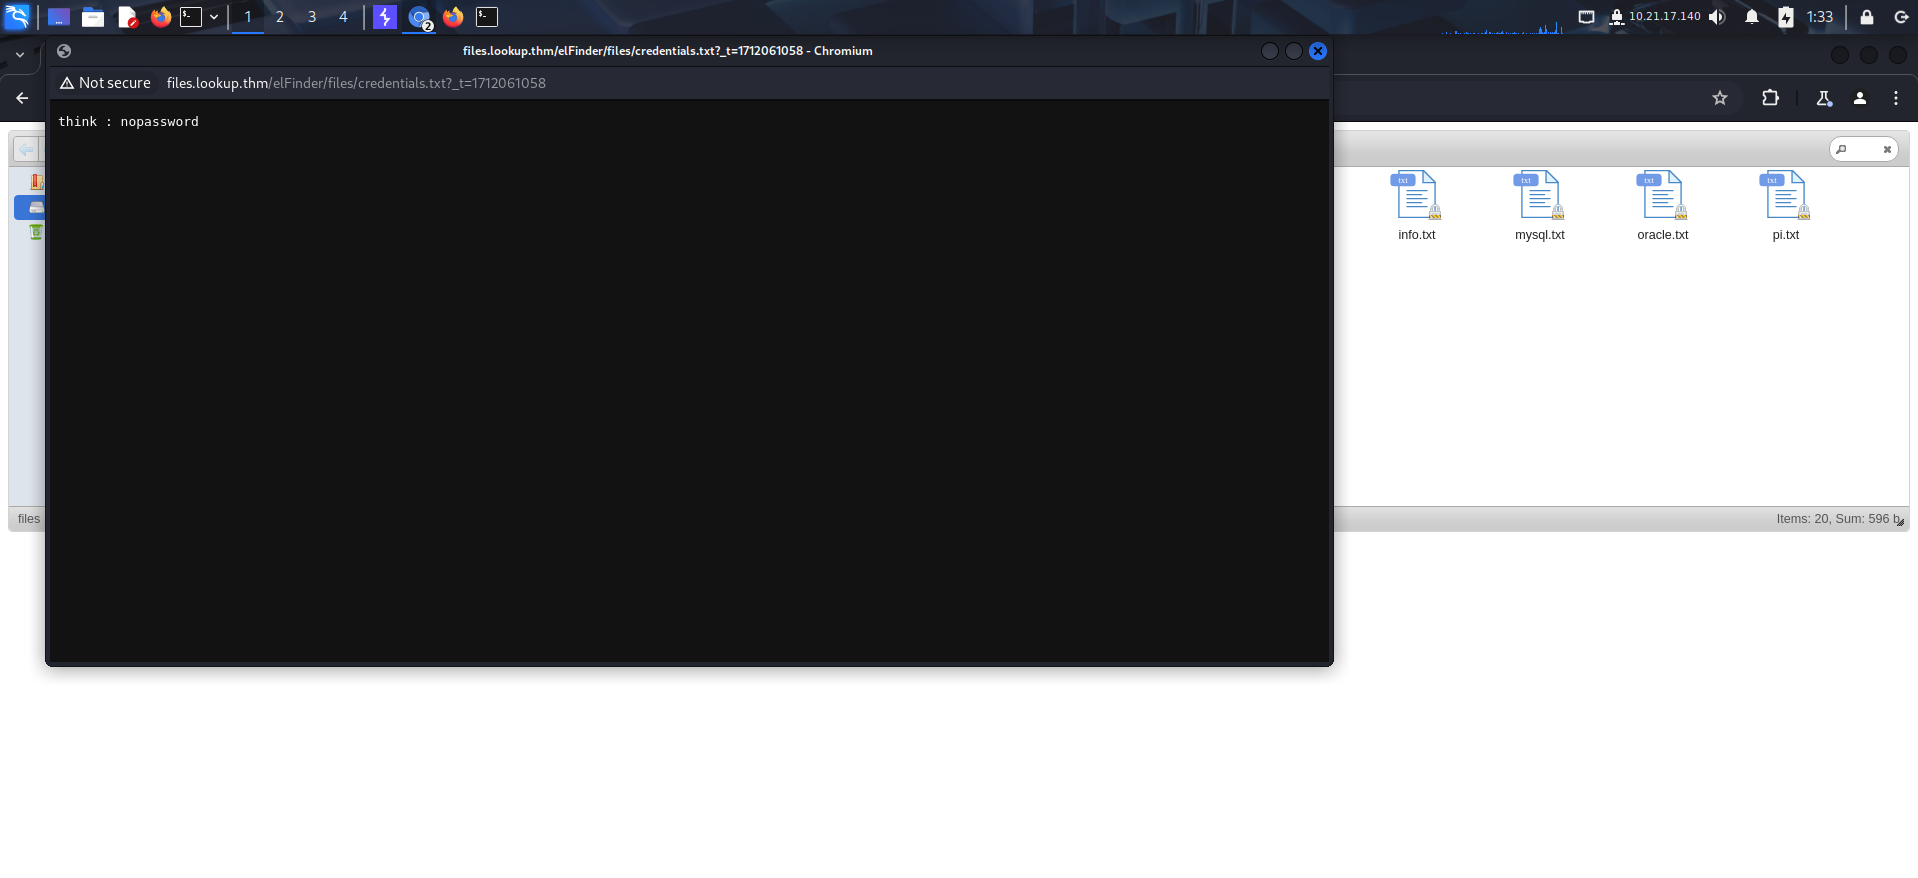 1 2 3 4
2
10.21.17.140
1:33
files.lookup.thm/elFinder/files/credentials.txt?_t=1712061058 - Chromium
Not secure files.lookup.thm/elFinder/files/credentials.txt?_t=1712061058
think : nopassword
txt txt txt txt
info.txt mysql.txt oracle.txt pi.txt
files
Items: 20, Sum: 596 b